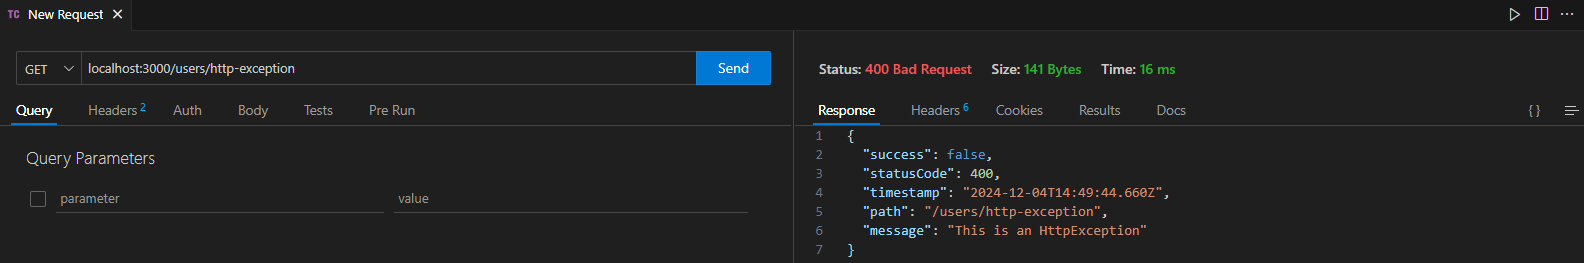 TC New Request
GET localhost:3000/users/http-exception Send
Query Headers 2 Auth Body Tests Pre Run
Query Parameters
parameter value
Status: 400 Bad Request Size: 141 Bytes Time: 16 ms
Response Headers 6 Cookies Results Docs { }
1 {
2 "success": false,
3 "statusCode": 400,
4 "timestamp": "2024-12-04T14:49:44.660Z",
5 "path": "/users/http-exception",
6 "message": "This is an HttpException"
7 }